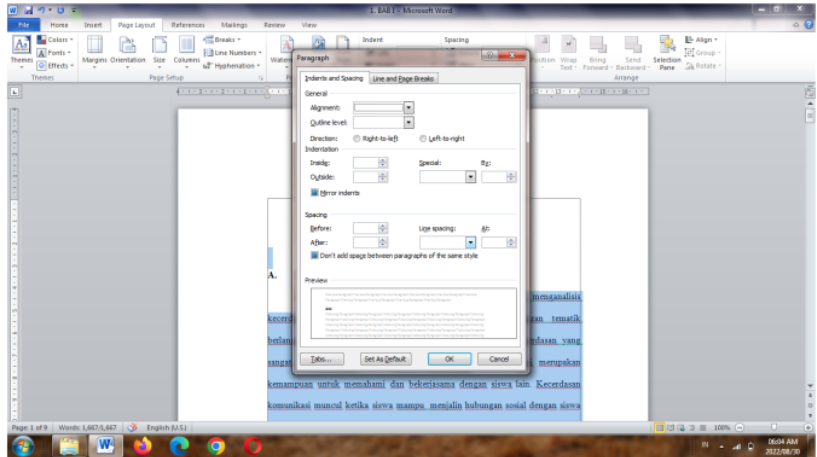 1. BAB I - Microsoft Word
File Home Insert Page Layout References Mailings Review View
Colors
Fonts
Effects
Themes
Margins Orientation Size Columns
Breaks
Line Numbers
Hyphenation
Indent Spacing
Position Wrap Text Bring Forward Send Backward Selection Pane
Align
Group
Rotate
Themes Page Setup Arrange
Paragraph
Indents and Spacing Line and Page Breaks
General
Alignment:
Outline level:
Direction: Right-to-left Left-to-right
Indentation
Inside: Special: By:
Outside:
Mirror indents
Spacing
Before: Line spacing: At:
After:
Don't add space between paragraphs of the same style
Preview
Tabs... Set As Default OK Cancel
A.
menganalisis
tematik
yang
merupakan
kemampuan untuk memahami dan bekerjasama dengan siswa lain. Kecerdasan
komunikasi muncul ketika siswa mampu menjalin hubungan sosial dengan siswa
Page: 1 of 9 Words: 1,667/1,667 English (U.S.) 100%
IN 06:04 AM
2022/08/30